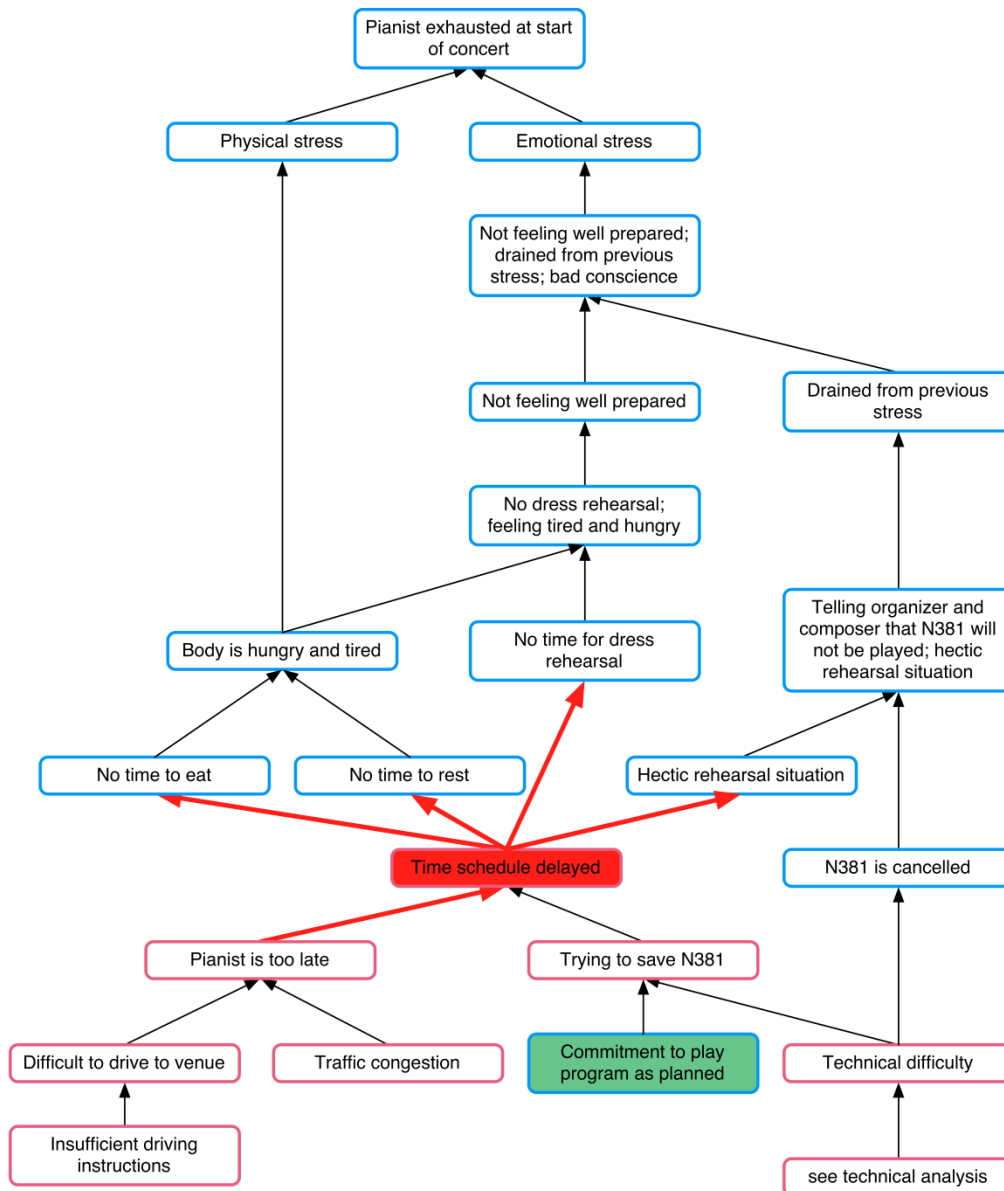 Pianist exhausted at start
of concert
Physical stress
Emotional stress
Not feeling well prepared;
drained from previous
stress; bad conscience
Not feeling well prepared
Drained from previous
stress
No dress rehearsal;
feeling tired and hungry
Body is hungry and tired
No time for dress
rehearsal
Telling organizer and
composer that N381 will
not be played; hectic
rehearsal situation
No time to eat
No time to rest
Hectic rehearsal situation
Time schedule delayed
N381 is cancelled
Pianist is too late
Trying to save N381
Difficult to drive to venue
Traffic congestion
Commitment to play
program as planned
Technical difficulty
Insufficient driving
instructions
see technical analysis